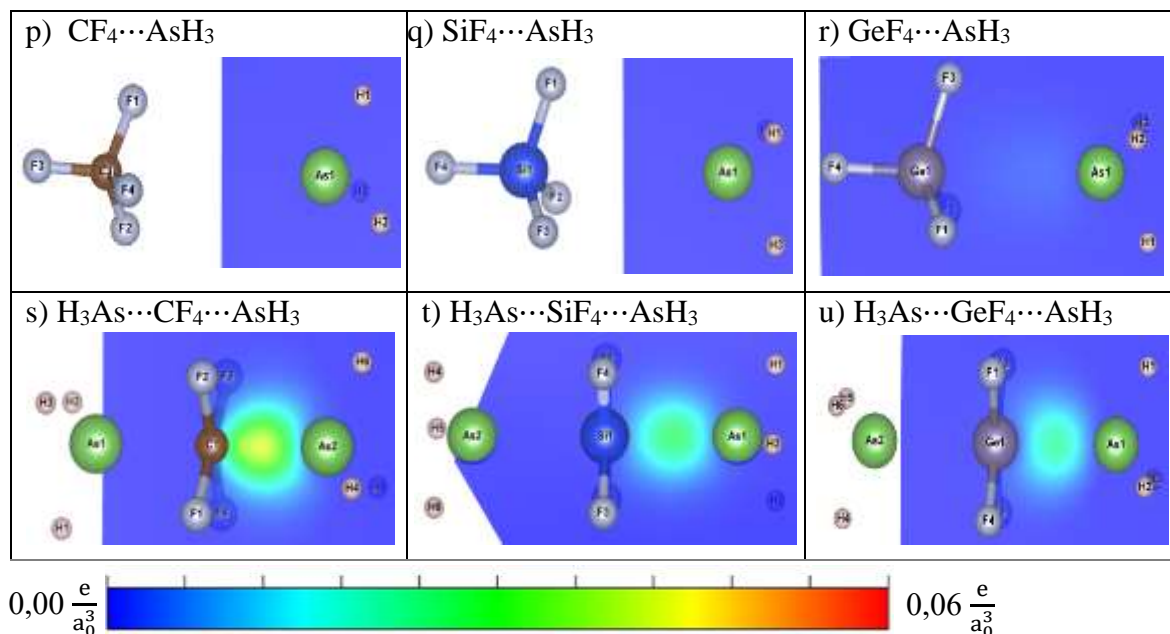 p) CF₄···AsH₃
q) SiF₄···AsH₃
r) GeF₄···AsH₃
F1
F3
F4
F2
As1
H1
H2
F1
F4
Si1
F2
F3
As1
H1
H3
F3
F4
Ge1
F1
As1
H2
H1
s) H₃As···CF₄···AsH₃
t) H₃As···SiF₄···AsH₃
u) H₃As···GeF₄···AsH₃
F2
H3
H2
As1
F1
H1
As2
H4
H4
H5
As2
F4
Si1
F3
As1
H1
H3
As2
F1
Ge1
F4
As1
H1
H2
0,00 e/a₀³
0,06 e/a₀³